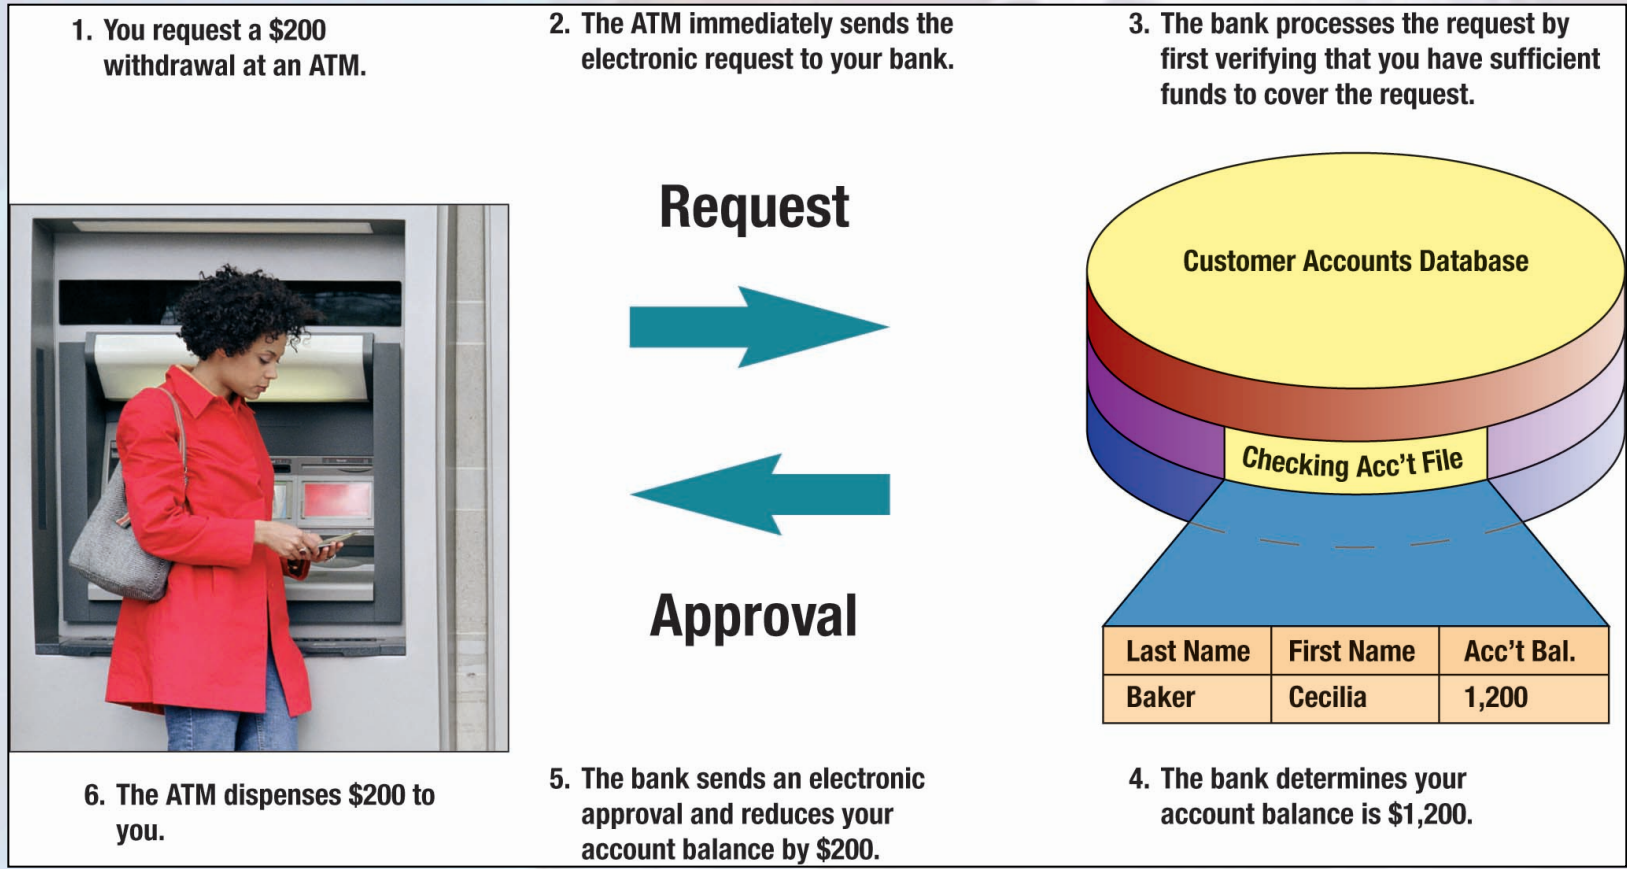 1. You request a $200
withdrawal at an ATM.
2. The ATM immediately sends the
electronic request to your bank.
3. The bank processes the request by
first verifying that you have sufficient
funds to cover the request.
Request
Customer Accounts Database
Checking Acc't File
Approval
Last Name First Name Acc't Bal.
Baker Cecilia 1,200
4. The bank determines your
account balance is $1,200.
5. The bank sends an electronic
approval and reduces your
account balance by $200.
6. The ATM dispenses $200 to
you.